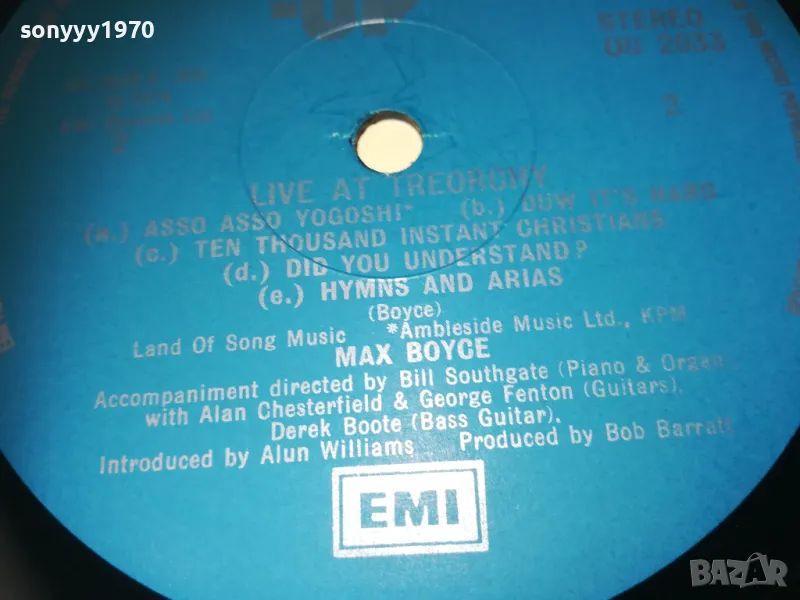 sonyyy1970
UP
STEREO
OU 2033
2
LIVE AT TREORCHY
(a.) ASSO ASSO YOGOSHI* (b.) DUW IT'S HARD
(c.) TEN THOUSAND INSTANT CHRISTIANS
(d.) DID YOU UNDERSTAND?
(e.) HYMNS AND ARIAS
(Boyce)
Land Of Song Music *Ambleside Music Ltd., KPM
MAX BOYCE
Accompaniment directed by Bill Southgate (Piano & Organ)
with Alan Chesterfield & George Fenton (Guitars),
Derek Boote (Bass Guitar).
Introduced by Alun Williams Produced by Bob Barratt
EMI
BAZAR